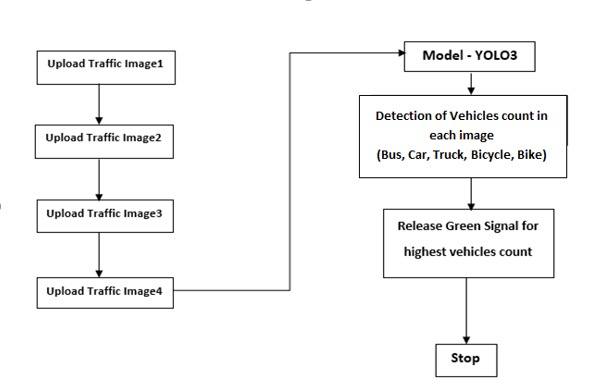 Upload Traffic Image1
Upload Traffic Image2
Upload Traffic Image3
Upload Traffic Image4
Model - YOLO3
Detection of Vehicles count in
each image
(Bus, Car, Truck, Bicycle, Bike)
Release Green Signal for
highest vehicles count
Stop